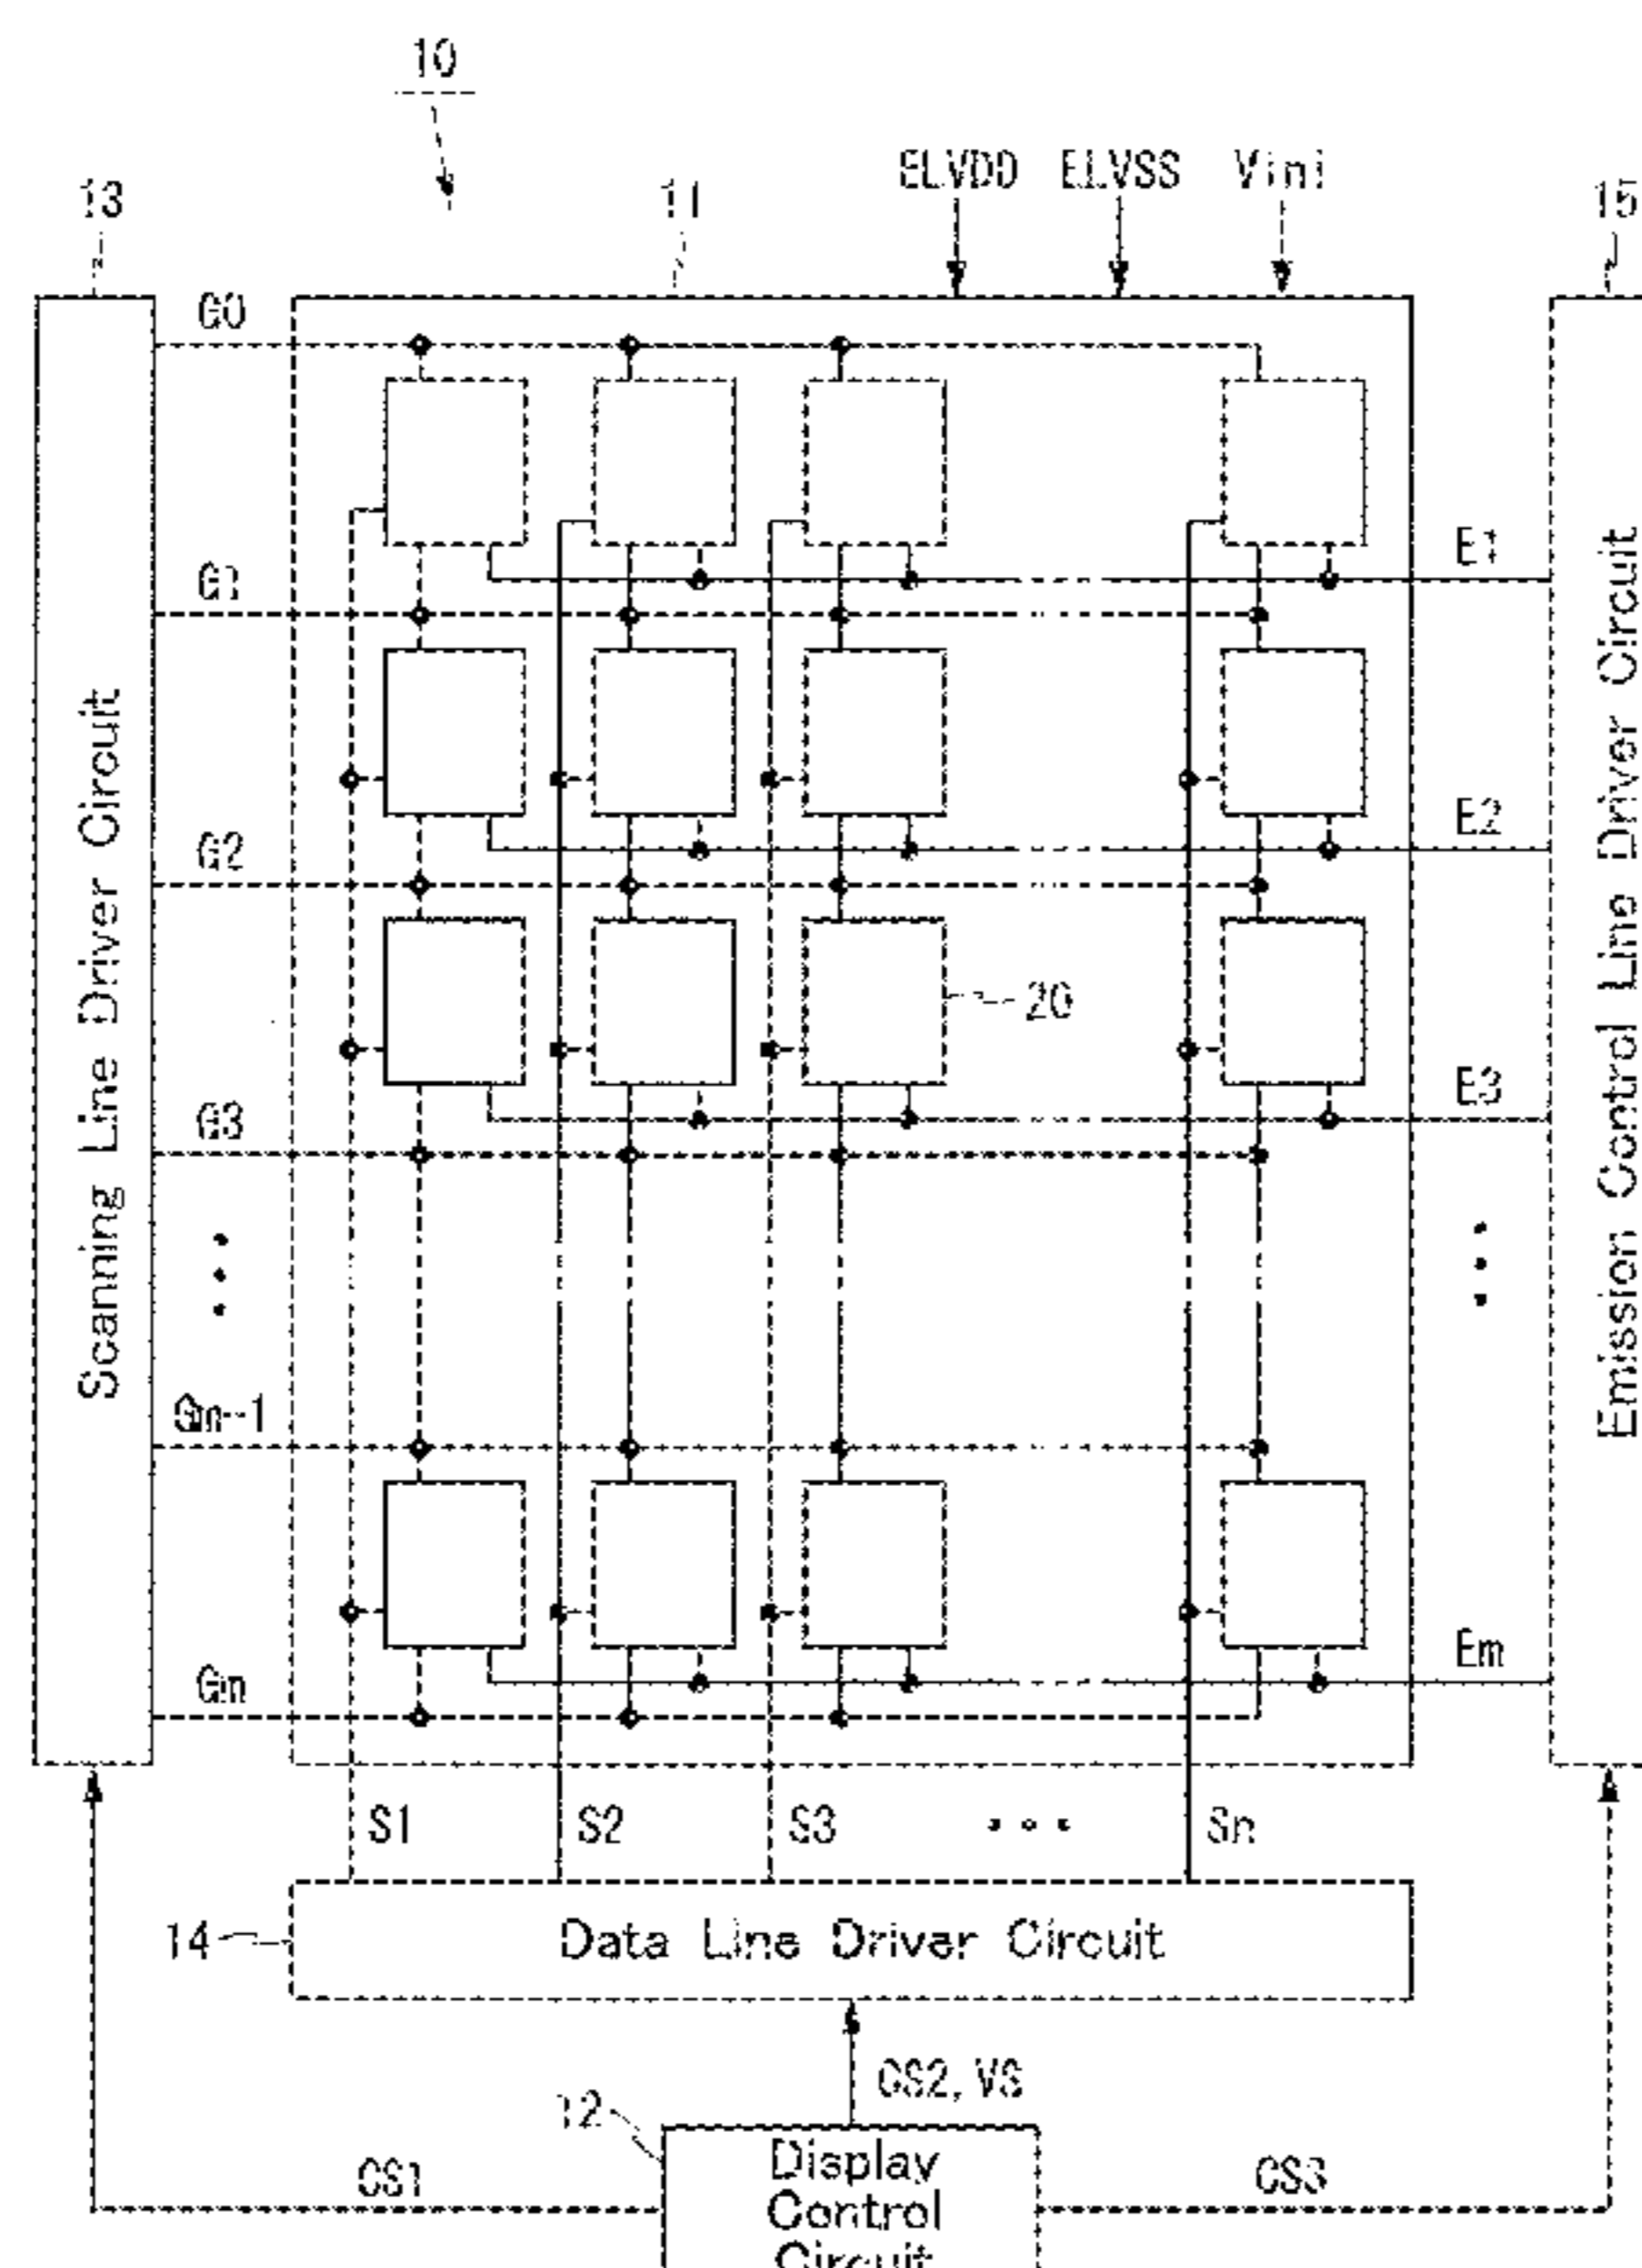 10
ELVDD ELVSS Vini
13 11 15
G0
E1
G1
E2
G2
20
E3
G3
Scanning Line Driver Circuit
Emission Control Line Driver Circuit
Gm-1
Em
Gm
S1 S2 S3 ... Sn
14 Data Line Driver Circuit
CS2, VS
12
Display
Control
Circuit
CS1 CS3